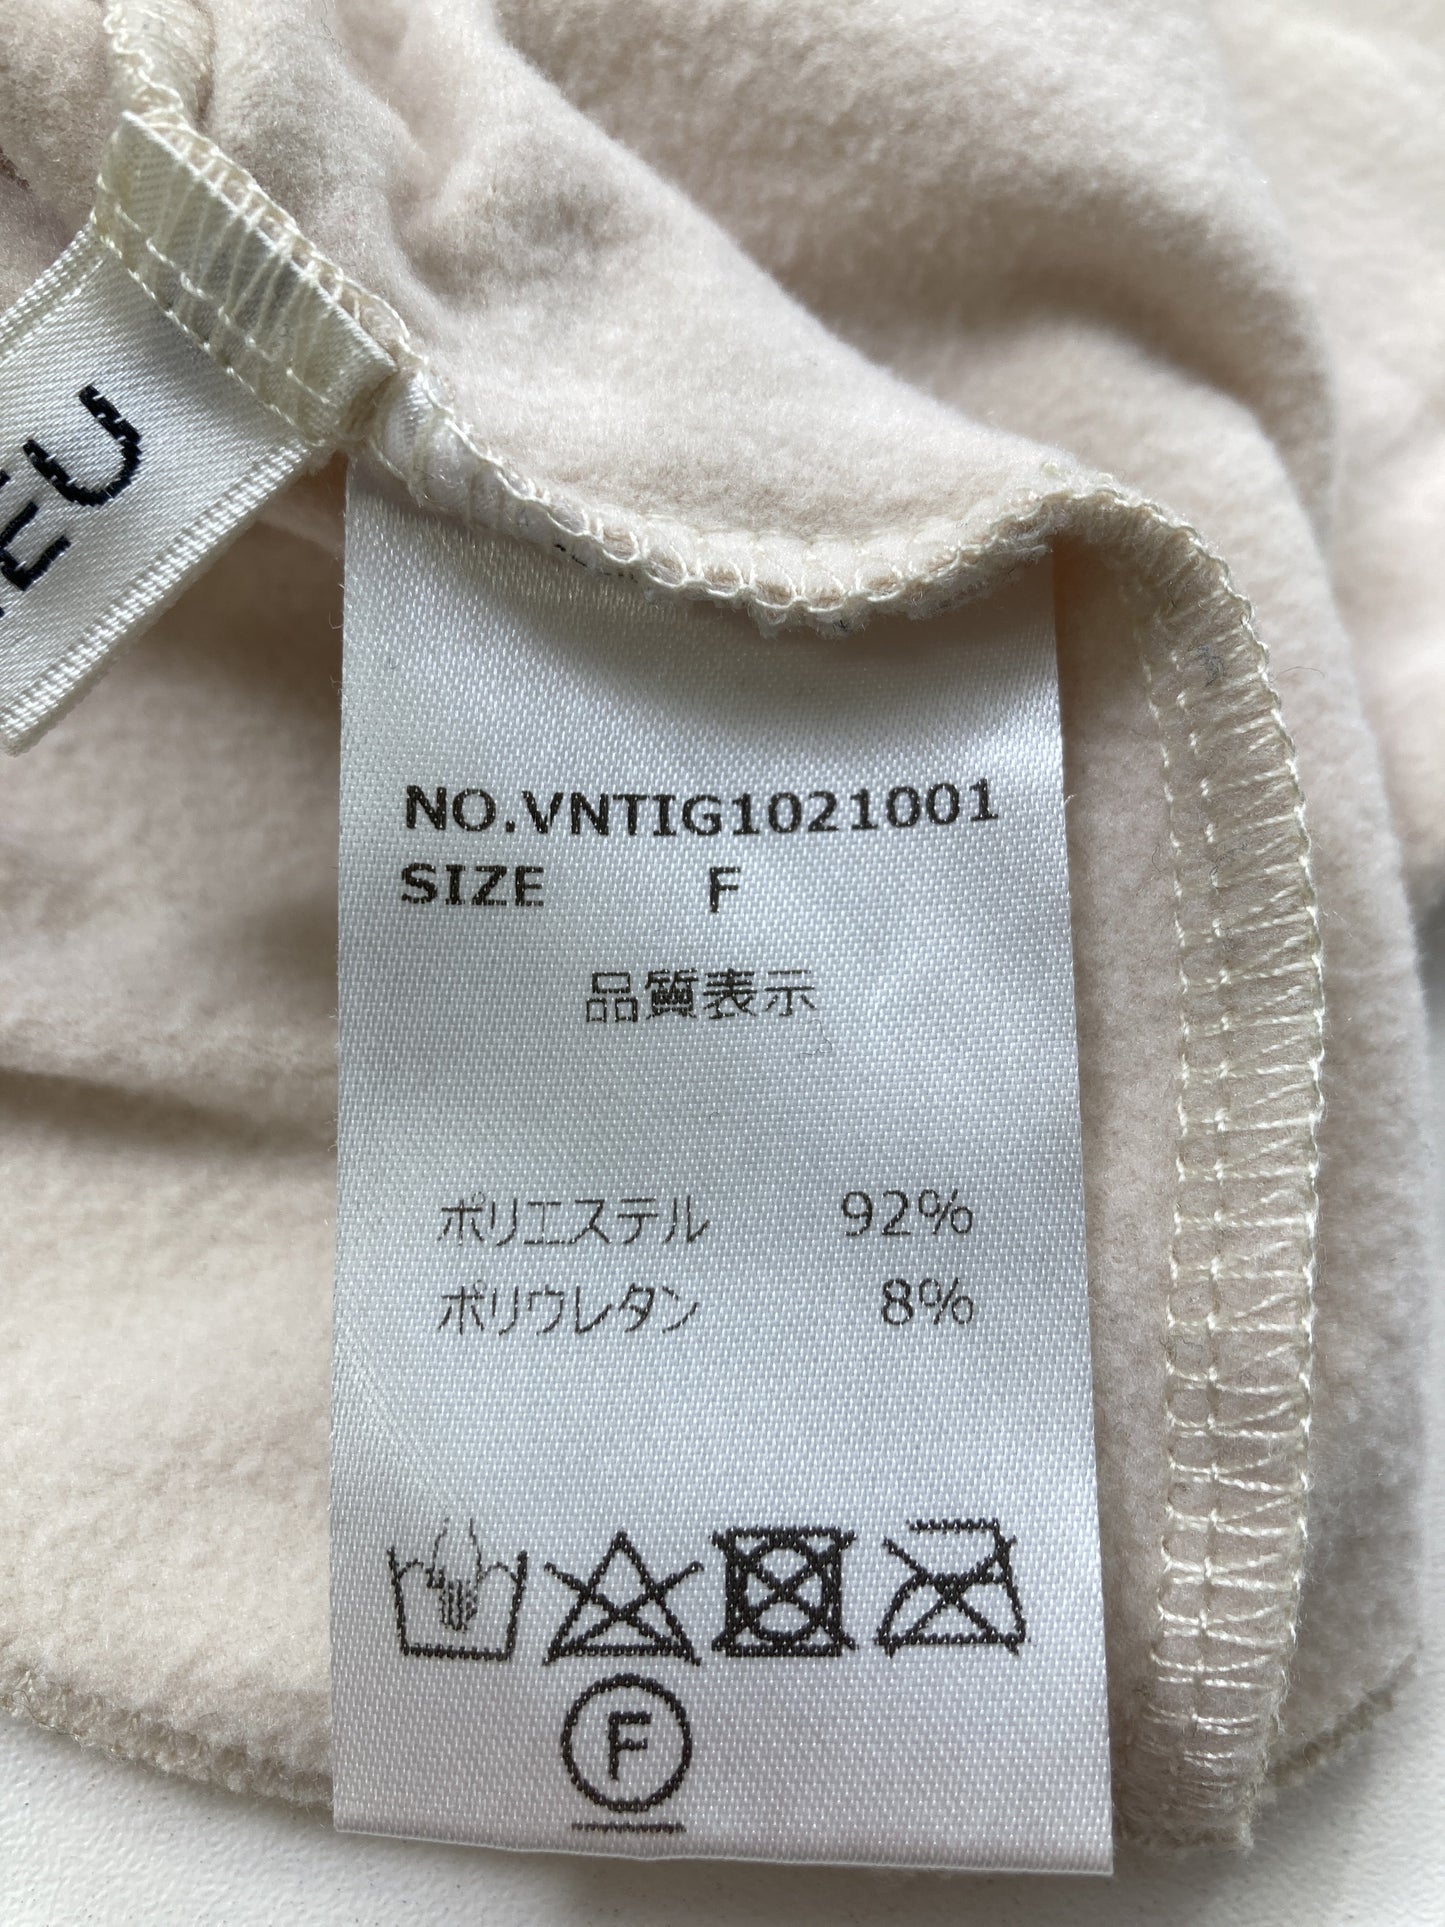 EU
NO.VNTIG1021001
SIZE F
品質表示
ポリエステル 92%
ポリウレタン 8%
F